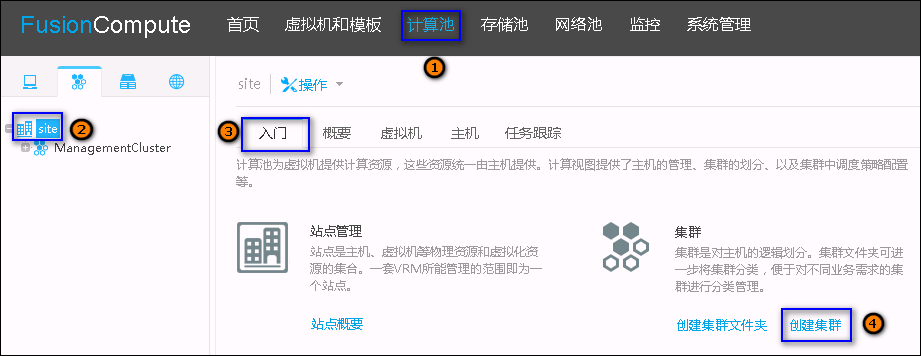 FusionCompute 首页 虚拟机和模板 计算池 存储池 网络池 监控 系统管理
1
site 操作
site 2
3 入门 概要 虚拟机 主机 任务跟踪
ManagementCluster
计算池为虚拟机提供计算资源，这些资源统一由主机提供。计算视图提供了主机的管理、集群的划分、以及集群中调度策略配置
等。
站点管理
站点是主机、虚拟机等物理资源和虚拟化资
源的集合。一套VRM所能管理的范围即为一
个站点。
站点概要
集群
集群是对主机的逻辑划分。集群文件夹可进
一步将集群分类，便于对不同业务需求的集
群进行分类管理。
创建集群文件夹 创建集群 4